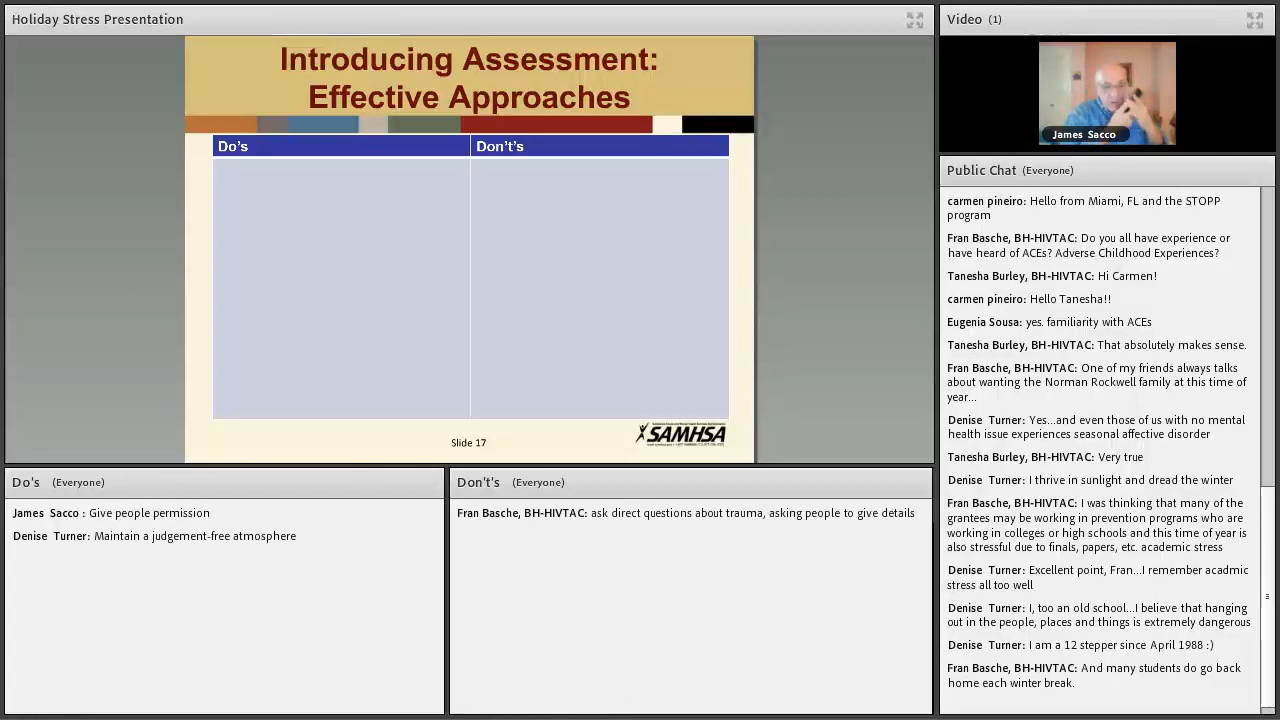 Holiday Stress Presentation
Introducing Assessment:
Effective Approaches
Do's
Don't's
Slide 17
SAMHSA
Do's (Everyone)
James Sacco : Give people permission
Denise Turner: Maintain a judgement-free atmosphere
Don't's (Everyone)
Fran Basche, BH-HIVTAC: ask direct questions about trauma, asking people to give details
Video (1)
James Sacco
Public Chat (Everyone)
carmen pineiro: Hello from Miami, FL and the STOPP
program
Fran Basche, BH-HIVTAC: Do you all have experience or
have heard of ACEs? Adverse Childhood Experiences?
Tanesha Burley, BH-HIVTAC: Hi Carmen!
carmen pineiro: Hello Tanesha!!
Eugenia Sousa: yes. familiarity with ACEs
Tanesha Burley, BH-HIVTAC: That absolutely makes sense.
Fran Basche, BH-HIVTAC: One of my friends always talks
about wanting the Norman Rockwell family at this time of
year...
Denise Turner: Yes...and even those of us with no mental
health issue experiences seasonal affective disorder
Tanesha Burley, BH-HIVTAC: Very true
Denise Turner: I thrive in sunlight and dread the winter
Fran Basche, BH-HIVTAC: I was thinking that many of the
grantees may be working in prevention programs who are
working in colleges or high schools and this time of year is
also stressful due to finals, papers, etc. academic stress
Denise Turner: Excellent point, Fran...I remember acadmic
stress all too well
Denise Turner: I, too an old school...I believe that hanging
out in the people, places and things is extremely dangerous
Denise Turner: I am a 12 stepper since April 1988 :)
Fran Basche, BH-HIVTAC: And many students do go back
home each winter break.